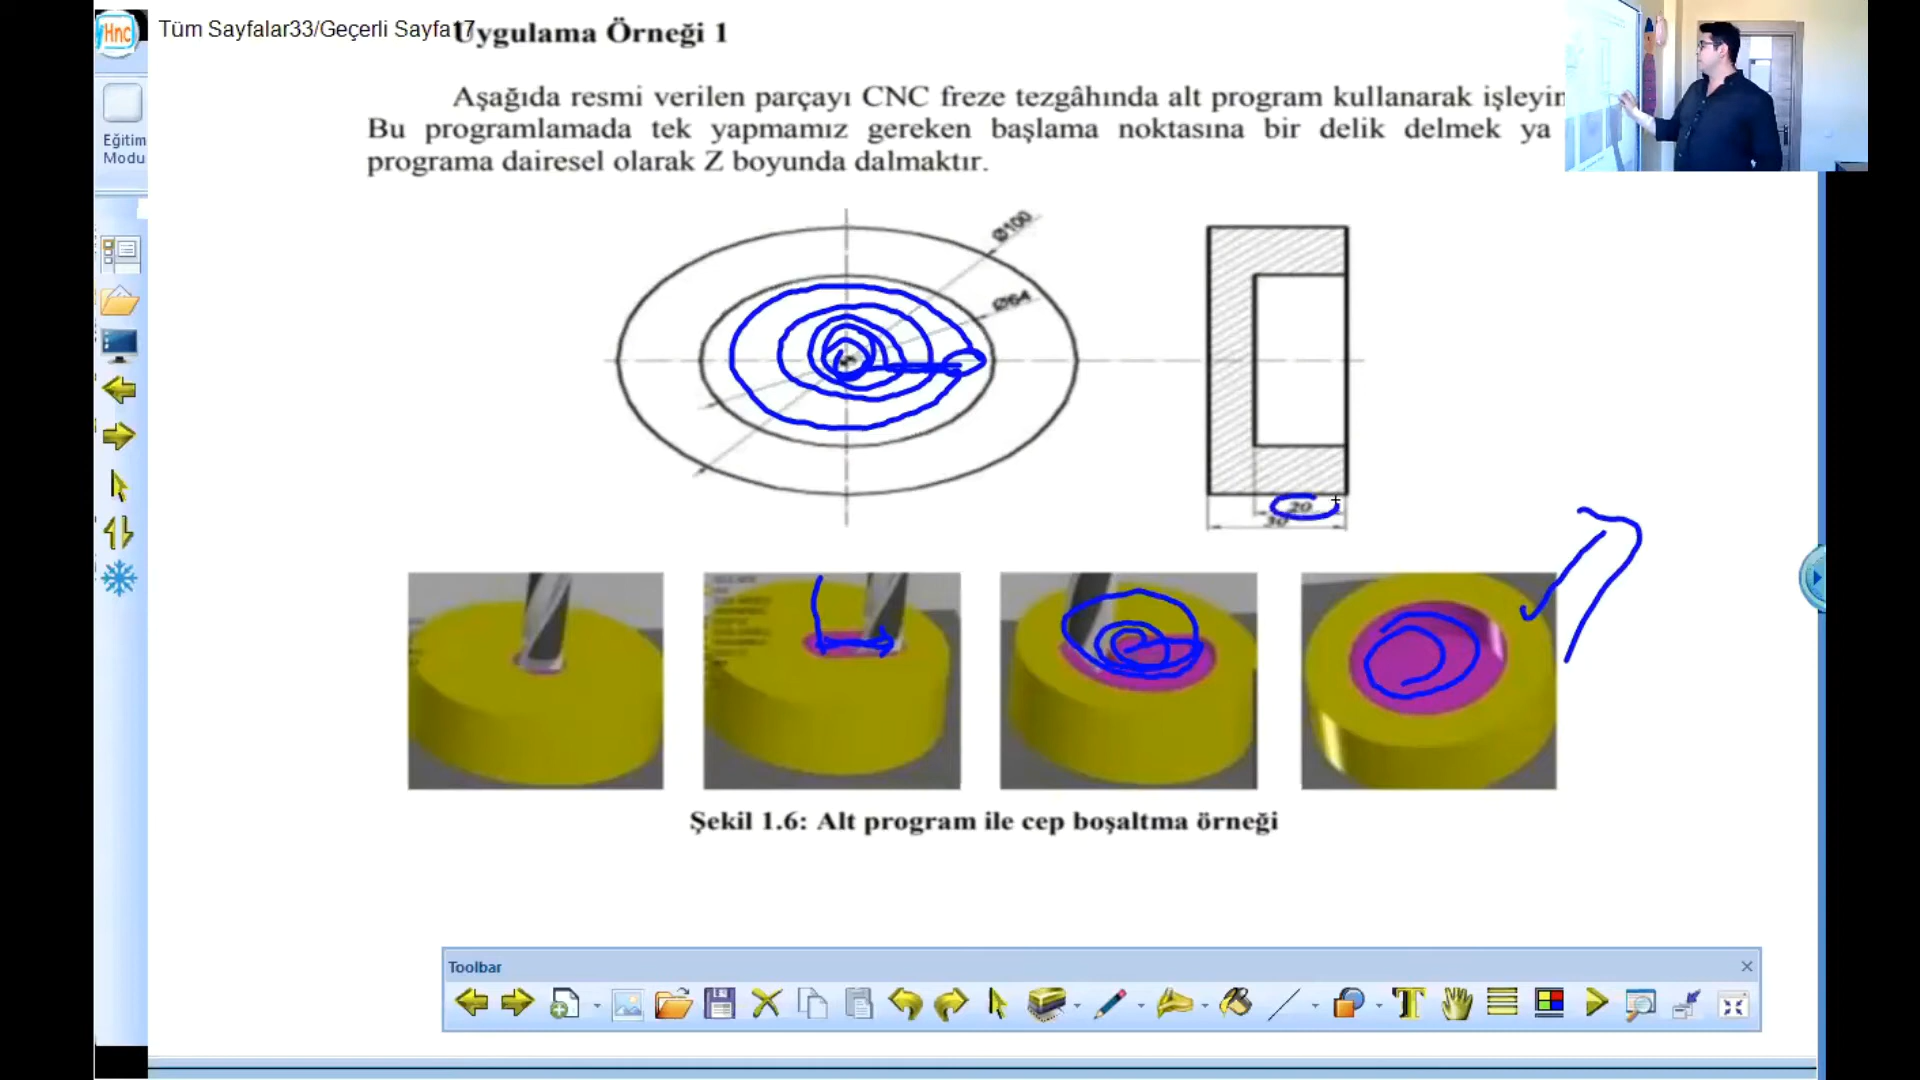 Hnc
Tüm Sayfalar33/Geçerli Sayfa17
Uygulama Örneği 1
Eğitim
Modu
Aşağıda resmi verilen parçayı CNC freze tezgâhında alt program kullanarak işleyin
Bu programlamada tek yapmamız gereken başlama noktasına bir delik delmek ya
programa dairesel olarak Z boyunda dalmaktır.
Ø100
Ø64
20
30
Şekil 1.6: Alt program ile cep boşaltma örneği
Toolbar